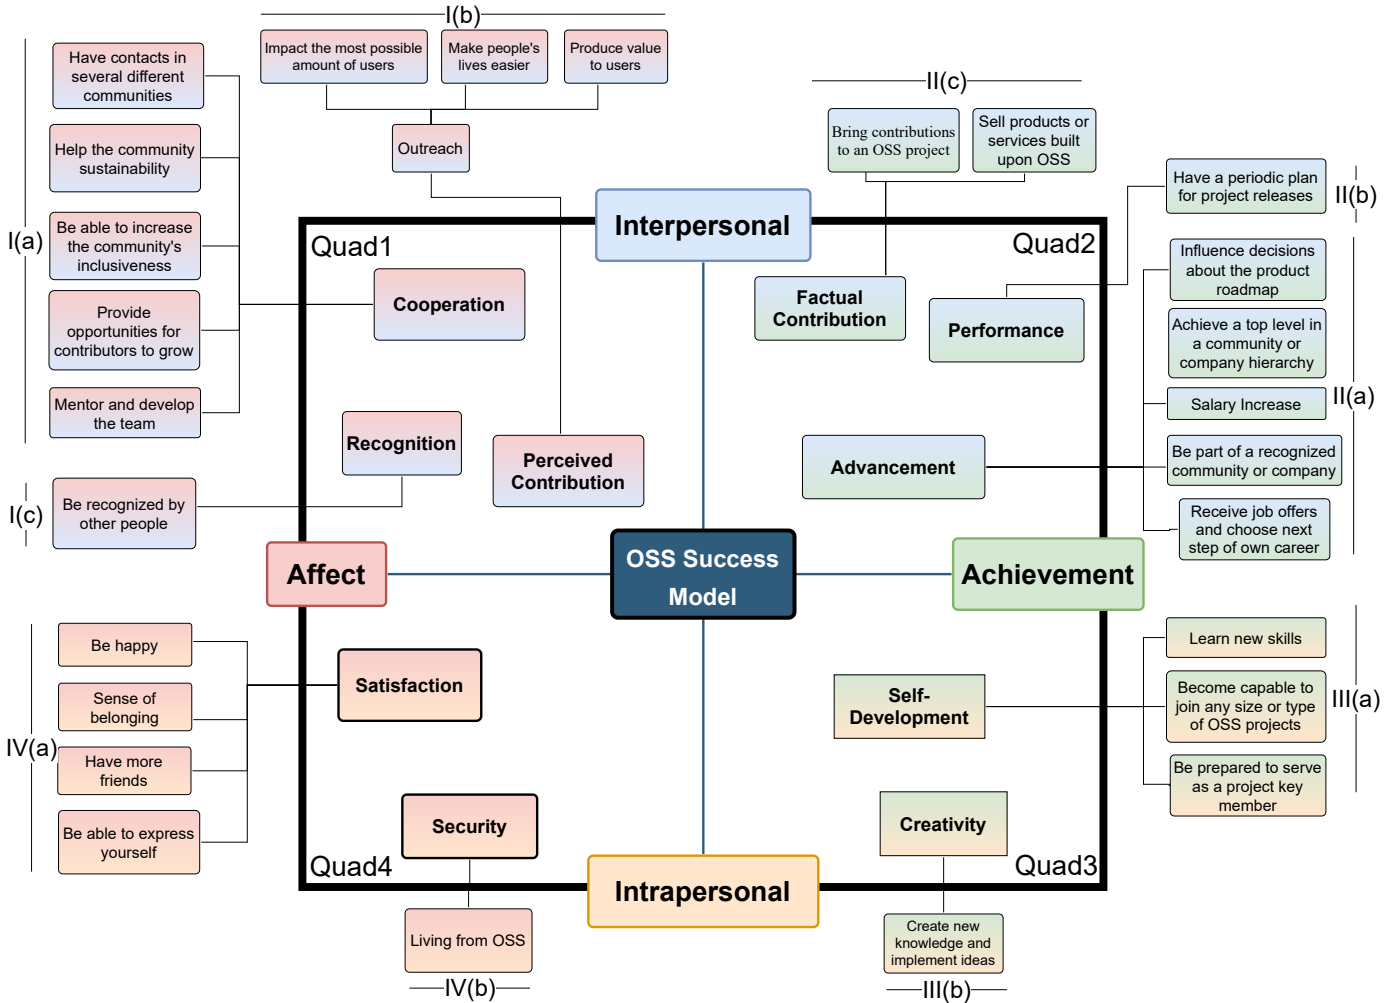 I(b)
Impact the most possible
amount of users
Make people's
lives easier
Produce value
to users
Outreach
I(a)
Have contacts in
several different
communities
Help the community
sustainability
Be able to increase
the community's
inclusiveness
Provide
opportunities for
contributors to grow
Mentor and develop
the team
I(c)
Be recognized by
other people
II(c)
Bring contributions
to an OSS project
Sell products or
services built
upon OSS
II(b)
Have a periodic plan
for project releases
II(a)
Influence decisions
about the product
roadmap
Achieve a top level in
a community or
company hierarchy
Salary Increase
Be part of a recognized
community or company
Receive job offers
and choose next
step of own career
Interpersonal
Quad1
Quad2
Cooperation
Recognition
Perceived
Contribution
Factual
Contribution
Performance
Advancement
Affect
OSS Success
Model
Achievement
IV(a)
Be happy
Sense of
belonging
Have more
friends
Be able to express
yourself
Satisfaction
Security
Self-
Development
Creativity
III(a)
Learn new skills
Become capable to
join any size or type
of OSS projects
Be prepared to serve
as a project key
member
Quad4
Quad3
Intrapersonal
Living from OSS
IV(b)
Create new
knowledge and
implement ideas
III(b)